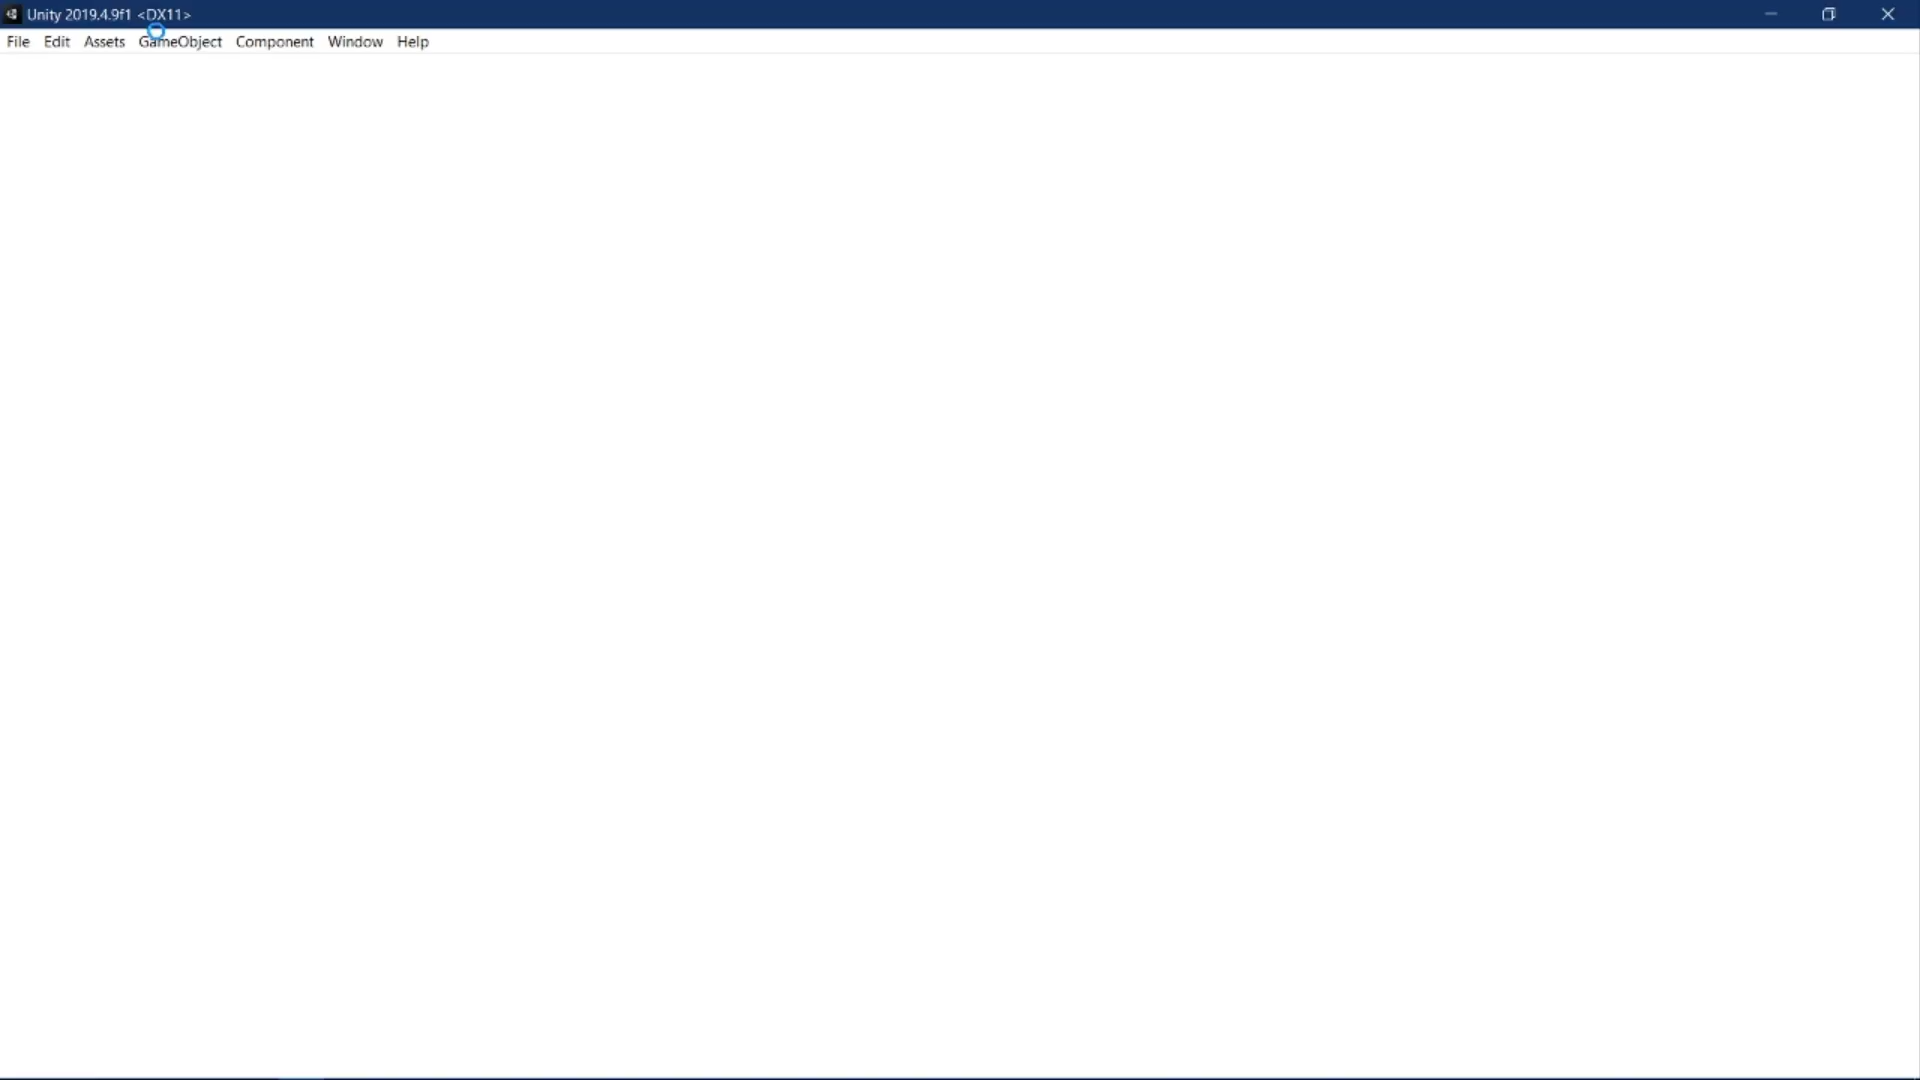 Unity 2019.4.9f1 <DX11>
File Edit Assets GameObject Component Window Help